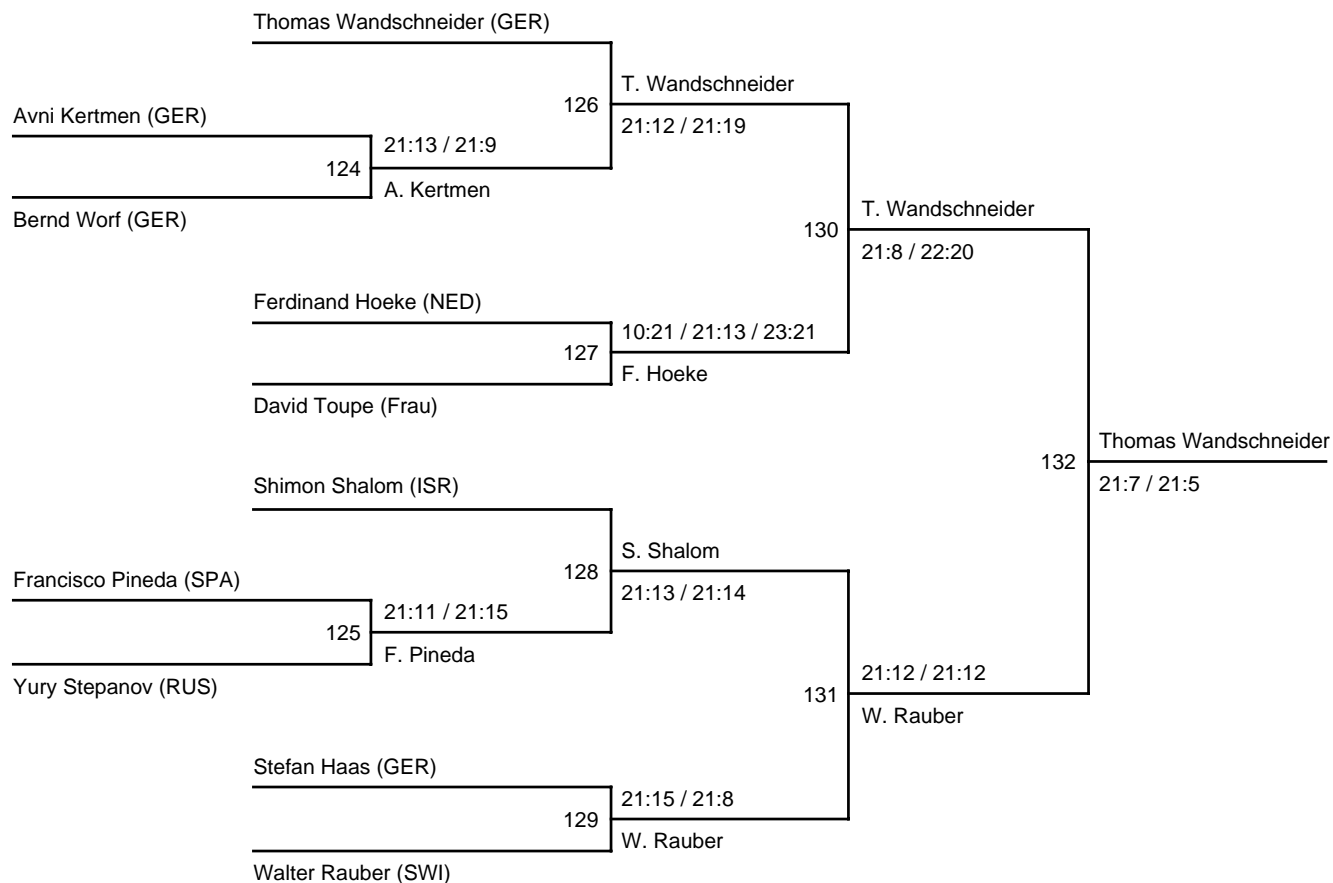 Thomas Wandschneider (GER)
T. Wandschneider
126
Avni Kertmen (GER)
21:12 / 21:19
21:13 / 21:9
124
A. Kertmen
T. Wandschneider
Bernd Worf (GER)
130
21:8 / 22:20
Ferdinand Hoeke (NED)
10:21 / 21:13 / 23:21
127
F. Hoeke
David Toupe (Frau)
Thomas Wandschneider
132
Shimon Shalom (ISR)
21:7 / 21:5
S. Shalom
128
Francisco Pineda (SPA)
21:13 / 21:14
21:11 / 21:15
125
F. Pineda
21:12 / 21:12
Yury Stepanov (RUS)
131
W. Rauber
Stefan Haas (GER)
21:15 / 21:8
129
W. Rauber
Walter Rauber (SWI)